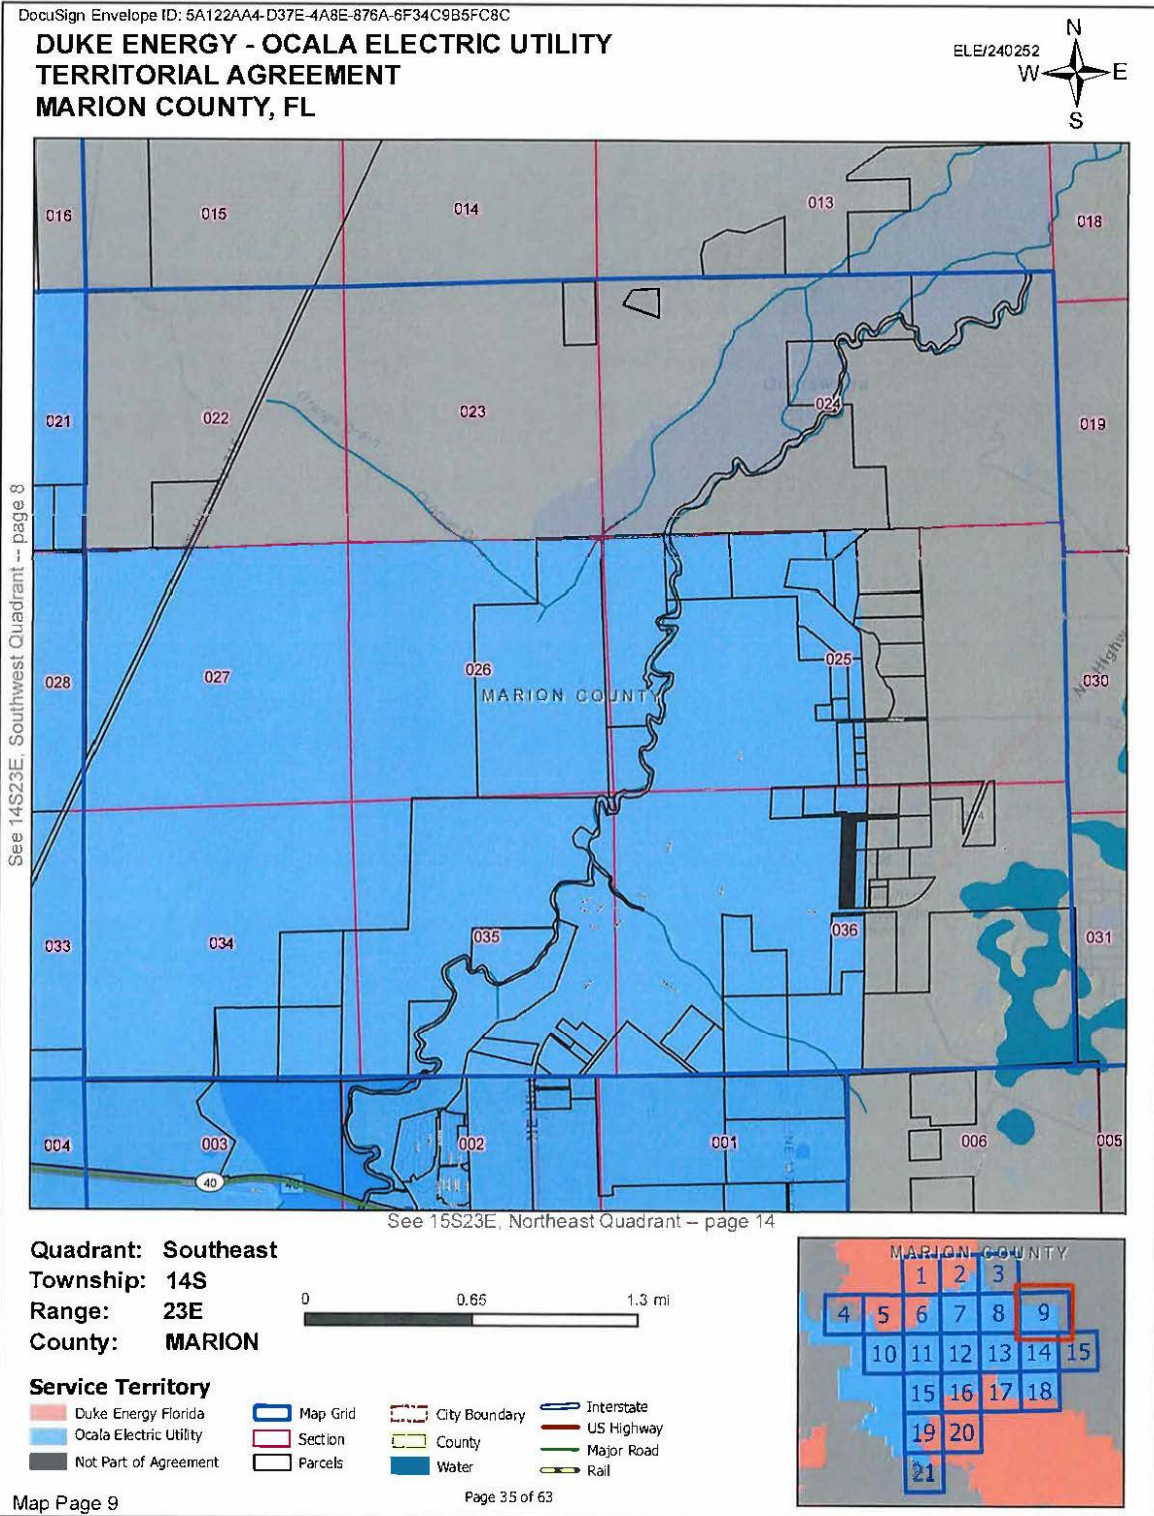 DocuSign Envelope ID: 5A122AA4-D37E-4A8E-876A-6F34C9B5FC8C
DUKE ENERGY - OCALA ELECTRIC UTILITY
TERRITORIAL AGREEMENT
MARION COUNTY, FL
ELE/240252
N
W E
S
016 015 014 013 018
021 022 023 024 019
028 027 026 025 030
MARION COUNTY
033 034 035 036 031
004 003 002 001 006 005
40
See 14S23E, Southwest Quadrant -- page 8
See 15S23E, Northeast Quadrant -- page 14
Quadrant: Southeast
Township: 14S
Range: 23E
County: MARION
0 0.65 1.3 mi
Service Territory
Duke Energy Florida
Ocala Electric Utility
Not Part of Agreement
Map Grid
Section
Parcels
City Boundary
County
Water
Interstate
US Highway
Major Road
Rail
MARION COUNTY
1 2 3
4 5 6 7 8 9
10 11 12 13 14 15
15 16 17 18
19 20
21
Map Page 9
Page 35 of 63